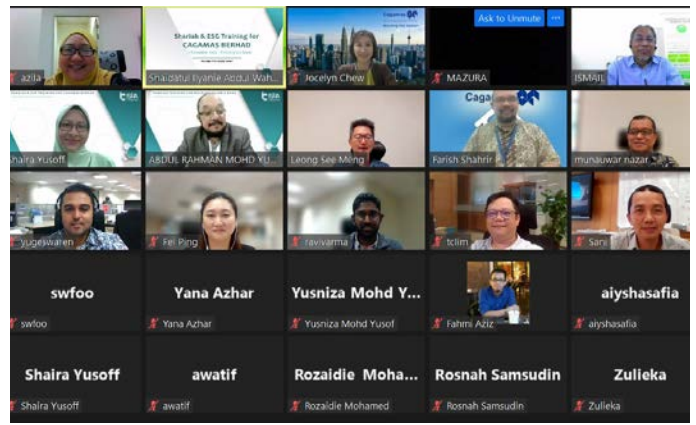 Ask to Unmute
Shariah & ESG Training for
CAGAMAS BERHAD
azila
Shaidatul Ilyanie Abdul Wah...
Cagamas
Jocelyn Chew
MAZURA
ISMAIL
Shaira Yusoff
ABDUL RAHMAN MOHD YU...
Leong See Meng
Farish Shahrir
munauwar nazar
yugeswaren
Fei Ping
ravivarma
tclim
Sani
swfoo
swfoo
Yana Azhar
Yana Azhar
Yusniza Mohd Y...
Yusniza Mohd Yusof
Fahmi Aziz
aiyshasafia
aiyshasafia
Shaira Yusoff
Shaira Yusoff
awatif
awatif
Rozaidie Moha...
Rozaidie Mohamed
Rosnah Samsudin
Rosnah Samsudin
Zulieka
Zulieka